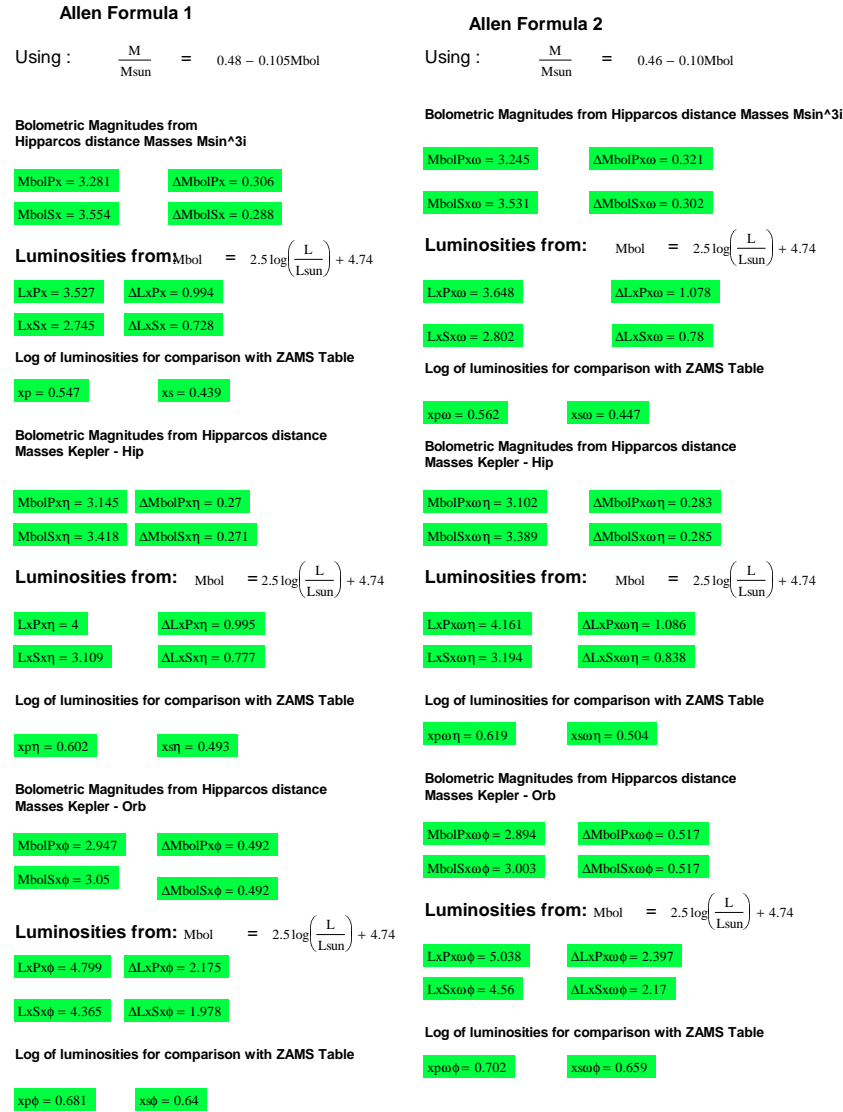 Allen Formula 1
Using : M/Msun = 0.48 − 0.105Mbol
Bolometric Magnitudes from
Hipparcos distance Masses Msin^3i
MbolPx = 3.281 ΔMbolPx = 0.306
MbolSx = 3.554 ΔMbolSx = 0.288
Luminosities from: Mbol = 2.5 log(L/Lsun) + 4.74
LxPx = 3.527 ΔLxPx = 0.994
LxSx = 2.745 ΔLxSx = 0.728
Log of luminosities for comparison with ZAMS Table
xp = 0.547 xs = 0.439
Bolometric Magnitudes from Hipparcos distance
Masses Kepler - Hip
MbolPxη = 3.145 ΔMbolPxη = 0.27
MbolSxη = 3.418 ΔMbolSxη = 0.271
Luminosities from: Mbol = 2.5 log(L/Lsun) + 4.74
LxPxη = 4 ΔLxPxη = 0.995
LxSxη = 3.109 ΔLxSxη = 0.777
Log of luminosities for comparison with ZAMS Table
xpη = 0.602 xsη = 0.493
Bolometric Magnitudes from Hipparcos distance
Masses Kepler - Orb
MbolPxϕ = 2.947 ΔMbolPxϕ = 0.492
MbolSxϕ = 3.05 ΔMbolSxϕ = 0.492
Luminosities from: Mbol = 2.5 log(L/Lsun) + 4.74
LxPxϕ = 4.799 ΔLxPxϕ = 2.175
LxSxϕ = 4.365 ΔLxSxϕ = 1.978
Log of luminosities for comparison with ZAMS Table
xpϕ = 0.681 xsϕ = 0.64
Allen Formula 2
Using : M/Msun = 0.46 − 0.10Mbol
Bolometric Magnitudes from Hipparcos distance Masses Msin^3i
MbolPxω = 3.245 ΔMbolPxω = 0.321
MbolSxω = 3.531 ΔMbolSxω = 0.302
Luminosities from: Mbol = 2.5 log(L/Lsun) + 4.74
LxPxω = 3.648 ΔLxPxω = 1.078
LxSxω = 2.802 ΔLxSxω = 0.78
Log of luminosities for comparison with ZAMS Table
xpω = 0.562 xsω = 0.447
Bolometric Magnitudes from Hipparcos distance
Masses Kepler - Hip
MbolPxωη = 3.102 ΔMbolPxωη = 0.283
MbolSxωη = 3.389 ΔMbolSxωη = 0.285
Luminosities from: Mbol = 2.5 log(L/Lsun) + 4.74
LxPxωη = 4.161 ΔLxPxωη = 1.086
LxSxωη = 3.194 ΔLxSxωη = 0.838
Log of luminosities for comparison with ZAMS Table
xpωη = 0.619 xsωη = 0.504
Bolometric Magnitudes from Hipparcos distance
Masses Kepler - Orb
MbolPxωϕ = 2.894 ΔMbolPxωϕ = 0.517
MbolSxωϕ = 3.003 ΔMbolSxωϕ = 0.517
Luminosities from: Mbol = 2.5 log(L/Lsun) + 4.74
LxPxωϕ = 5.038 ΔLxPxωϕ = 2.397
LxSxωϕ = 4.56 ΔLxSxωϕ = 2.17
Log of luminosities for comparison with ZAMS Table
xpωϕ = 0.702 xsωϕ = 0.659